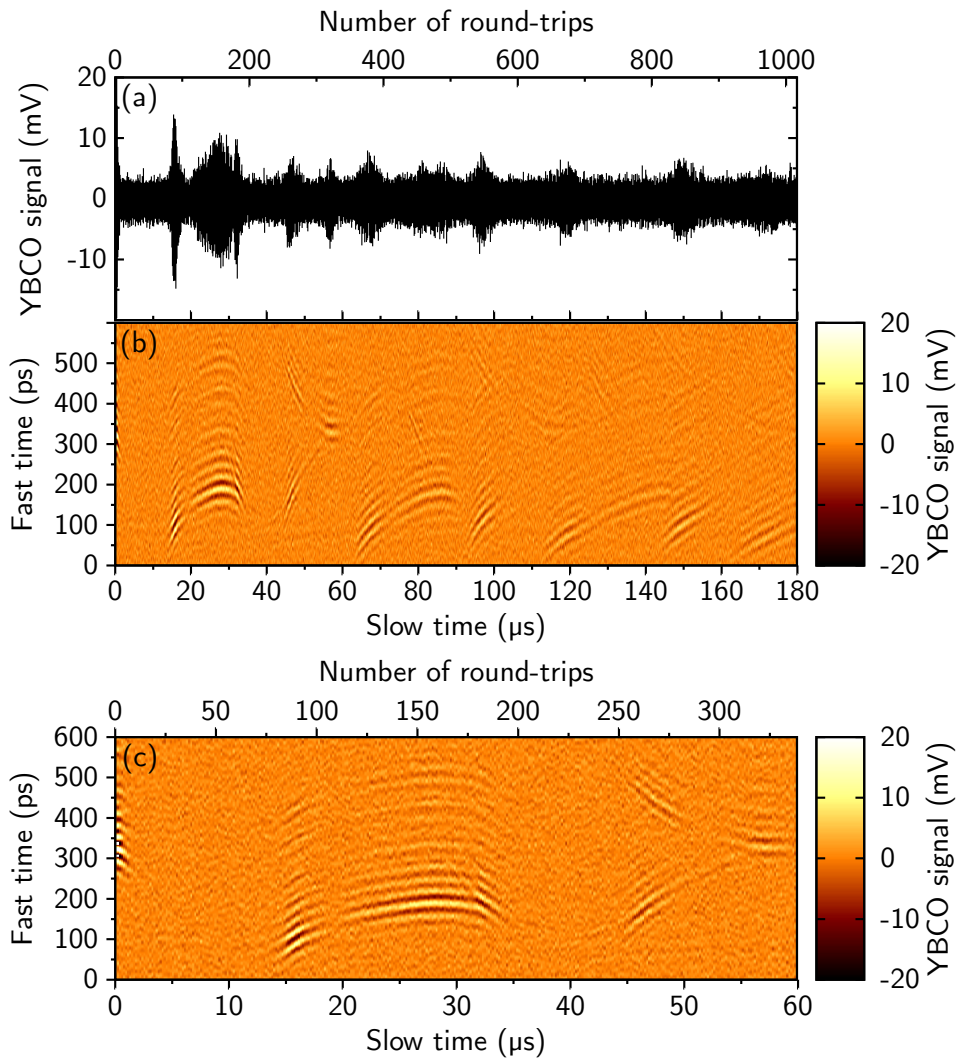 Number of round-trips
0 200 400 600 800 1000
(a)
20
10
0
-10
YBCO signal (mV)
(b)
500
400
300
200
100
0
Fast time (ps)
0 20 40 60 80 100 120 140 160 180
Slow time (µs)
20
10
0
-10
-20
YBCO signal (mV)
Number of round-trips
0 50 100 150 200 250 300
(c)
600
500
400
300
200
100
0
Fast time (ps)
0 10 20 30 40 50 60
Slow time (µs)
20
10
0
-10
-20
YBCO signal (mV)